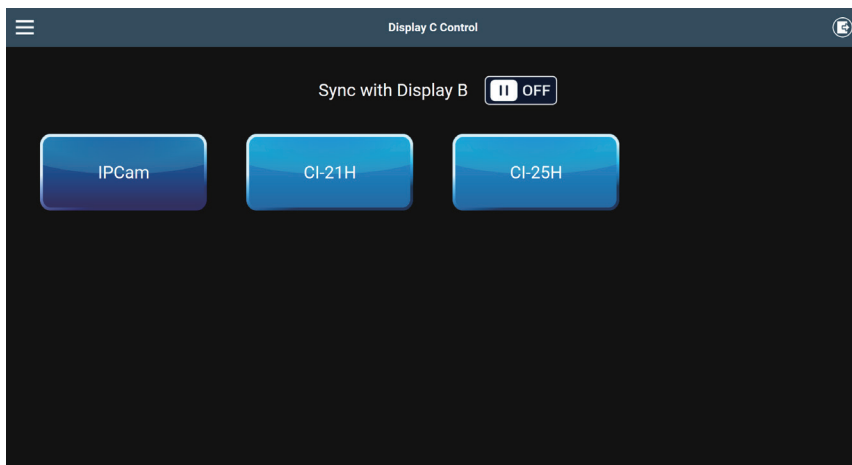 Display C Control
Sync with Display B OFF
IPCam CI-21H CI-25H